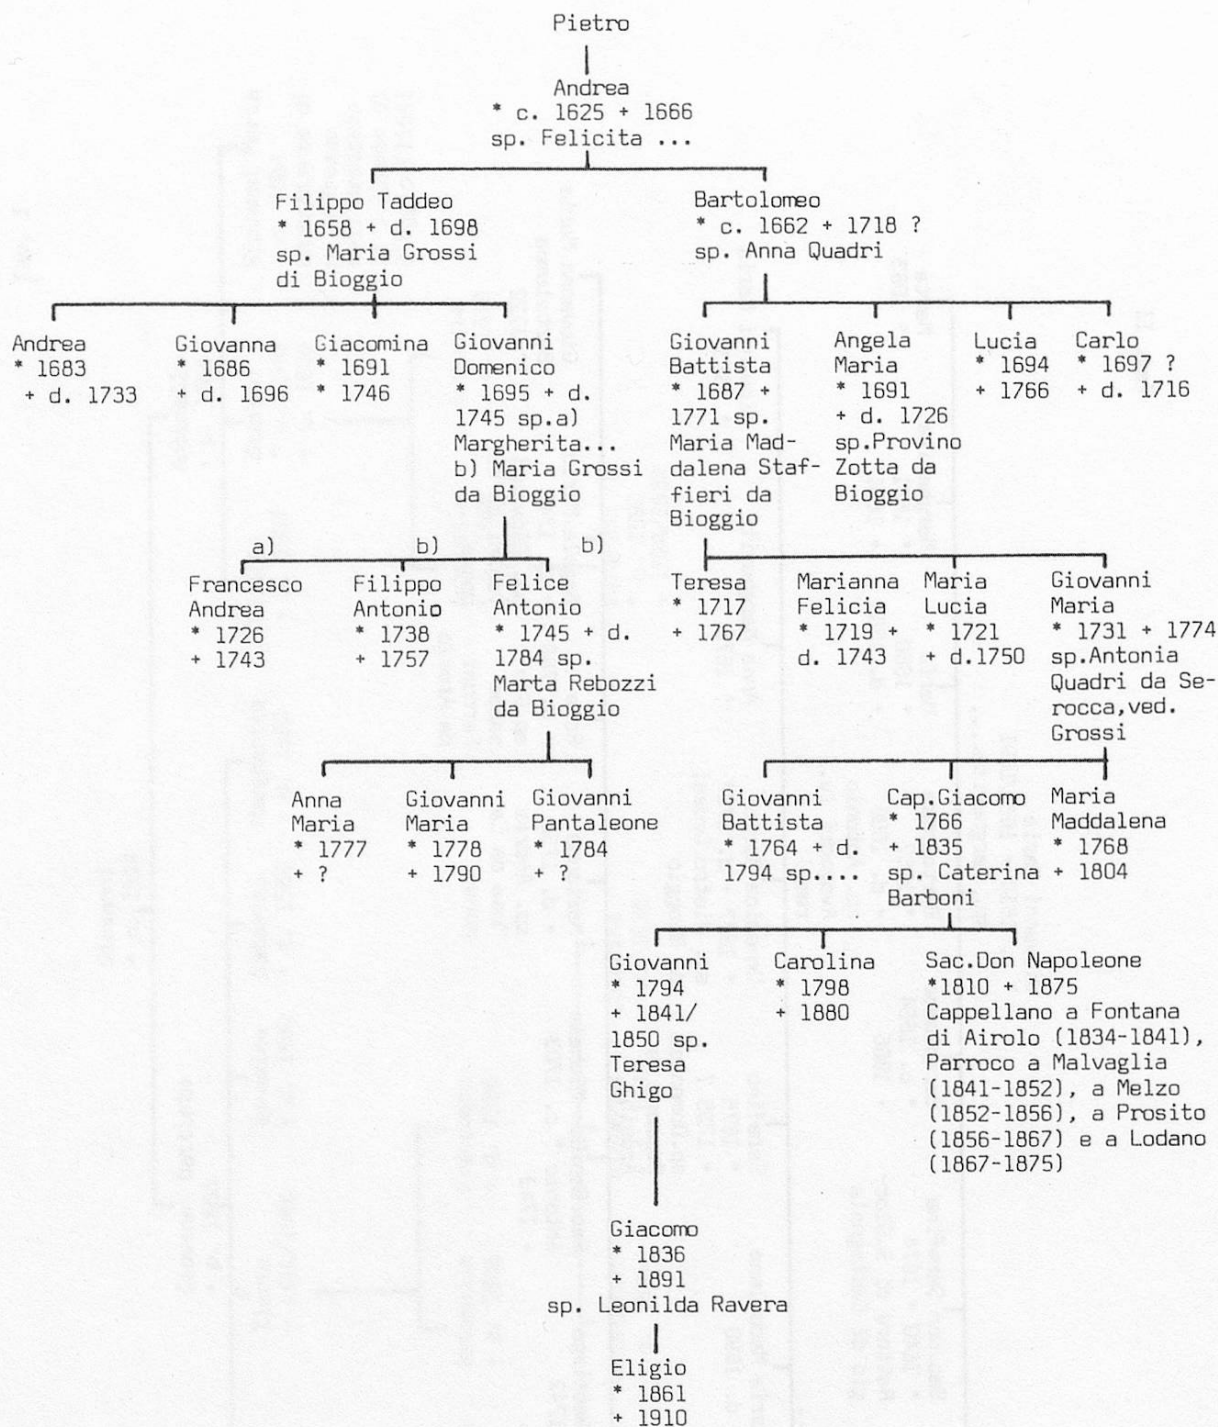 Pietro
Andrea
* c. 1625 + 1666
sp. Felicita ...
Filippo Taddeo
* 1658 + d. 1698
sp. Maria Grossi
di Bioggio
Bartolomeo
* c. 1662 + 1718 ?
sp. Anna Quadri
Andrea
* 1683
+ d. 1733
Giovanna
* 1686
+ d. 1696
Giacomina
* 1691
* 1746
Giovanni
Domenico
* 1695 + d.
1745 sp.a)
Margherita...
b) Maria Grossi
da Bioggio
Giovanni
Battista
* 1687 +
1771 sp.
Maria Mad-
dalena Staf-
fieri da
Bioggio
Angela
Maria
* 1691
+ d. 1726
sp.Provino
Zotta da
Bioggio
Lucia
* 1694
+ 1766
Carlo
* 1697 ?
+ d. 1716
a)
b)
b)
Francesco
Andrea
* 1726
+ 1743
Filippo
Antonio
* 1738
+ 1757
Felice
Antonio
* 1745 + d.
1784 sp.
Marta Rebozzi
da Bioggio
Teresa
* 1717
+ 1767
Marianna
Felicia
* 1719 +
d. 1743
Maria
Lucia
* 1721
+ d.1750
Giovanni
Maria
* 1731 + 1774
sp.Antonia
Quadri da Se-
rocca,ved.
Grossi
Anna
Maria
* 1777
+ ?
Giovanni
Maria
* 1778
+ 1790
Giovanni
Pantaleone
* 1784
+ ?
Giovanni
Battista
* 1764 + d.
1794 sp....
Cap.Giacomo
* 1766
+ 1835
sp. Caterina
Barboni
Maria
Maddalena
* 1768
+ 1804
Giovanni
* 1794
+ 1841/
1850 sp.
Teresa
Ghigo
Carolina
* 1798
+ 1880
Sac.Don Napoleone
*1810 + 1875
Cappellano a Fontana
di Airolo (1834-1841),
Parroco a Malvaglia
(1841-1852), a Melzo
(1852-1856), a Prosito
(1856-1867) e a Lodano
(1867-1875)
Giacomo
* 1836
+ 1891
sp. Leonilda Ravera
Eligio
* 1861
+ 1910